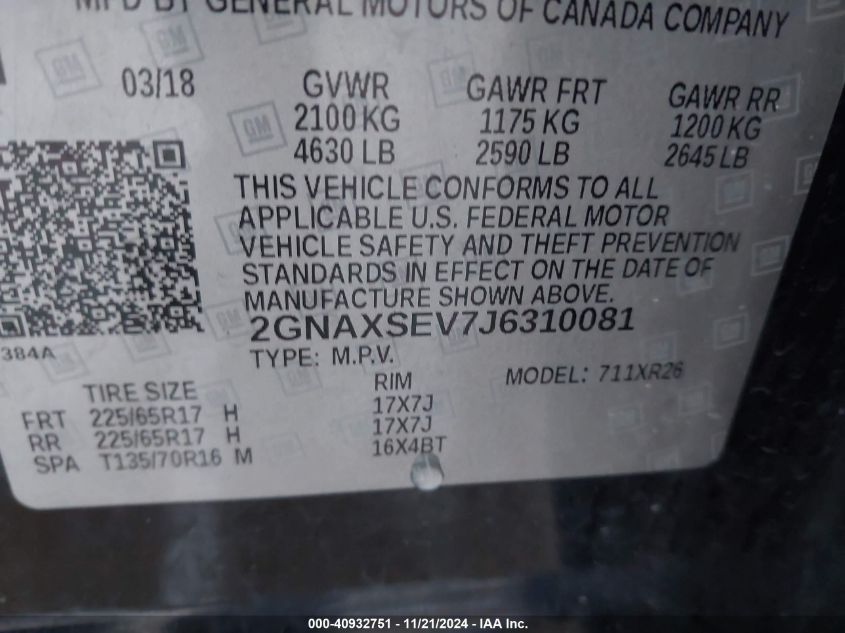 MFD BY GENERAL MOTORS OF CANADA COMPANY
03/18 GVWR GAWR FRT GAWR RR
2100 KG 1175 KG 1200 KG
4630 LB 2590 LB 2645 LB
THIS VEHICLE CONFORMS TO ALL
APPLICABLE U.S. FEDERAL MOTOR
VEHICLE SAFETY AND THEFT PREVENTION
STANDARDS IN EFFECT ON THE DATE OF
MANUFACTURE SHOWN ABOVE.
2GNAXSEV7J6310081
384A TYPE: M.P.V.
MODEL: 711XR26
TIRE SIZE RIM
FRT 225/65R17 H 17X7J
RR 225/65R17 H 17X7J
SPA T135/70R16 M 16X4BT
000-40932751 - 11/21/2024 - IAA Inc.